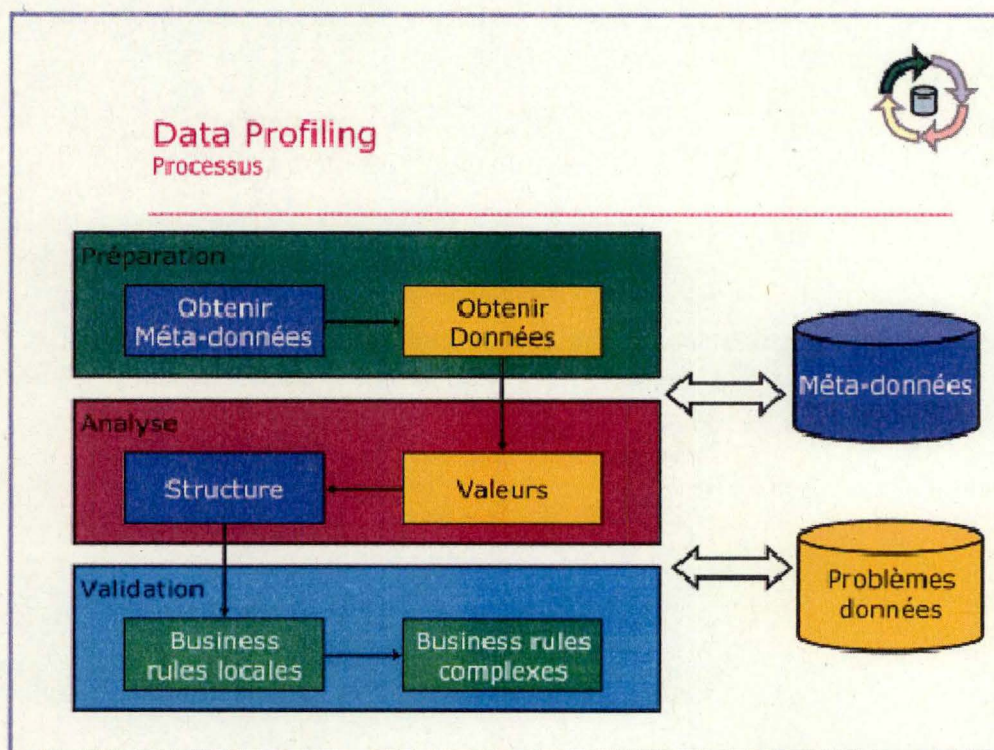 Data Profiling
Processus
Préparation
Obtenir
Méta-données
Obtenir
Données
Méta-données
Analyse
Structure
Valeurs
Validation
Business
rules locales
Business rules
complexes
Problèmes
données